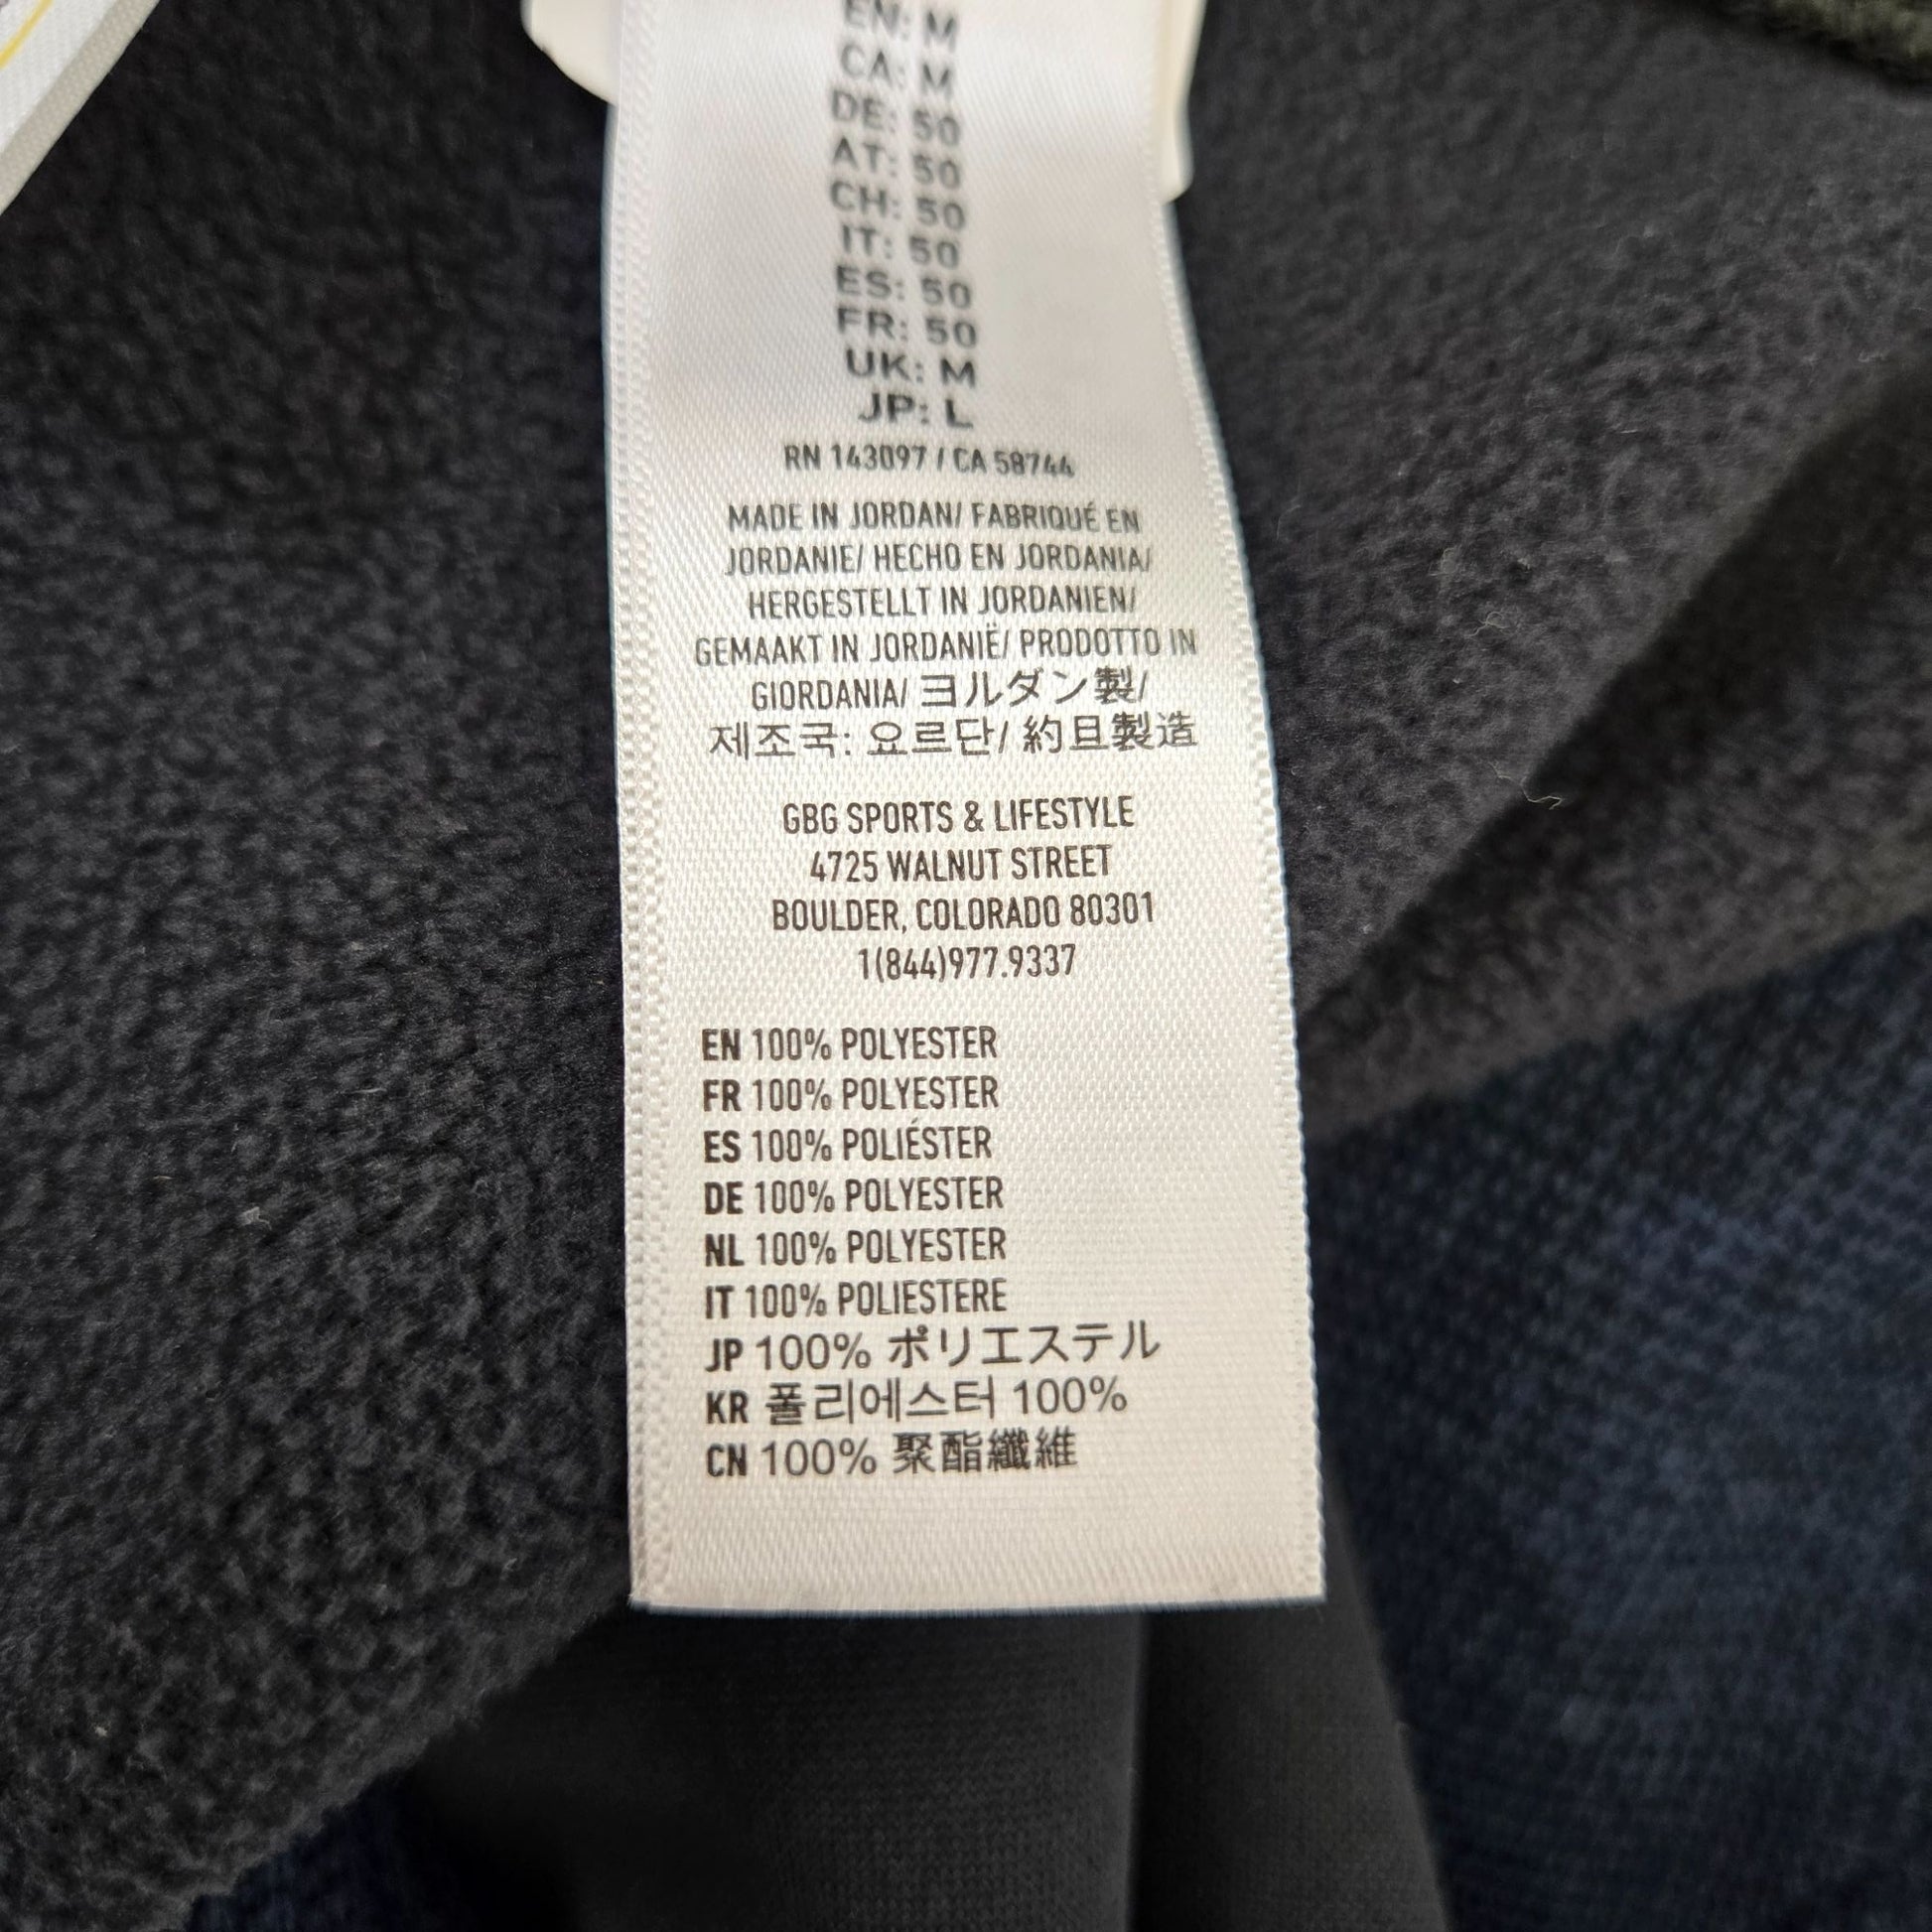 EN: M
CA: M
DE: 50
AT: 50
CH: 50
IT: 50
ES: 50
FR: 50
UK: M
JP: L
RN 143097 / CA 58744
MADE IN JORDAN/ FABRIQUÉ EN
JORDANIE/ HECHO EN JORDANIA/
HERGESTELLT IN JORDANIEN/
GEMAAKT IN JORDANIË/ PRODOTTO IN
GIORDANIA/ ヨルダン製/
제조국: 요르단/ 約旦製造
GBG SPORTS & LIFESTYLE
4725 WALNUT STREET
BOULDER, COLORADO 80301
1(844)977.9337
EN 100% POLYESTER
FR 100% POLYESTER
ES 100% POLIÉSTER
DE 100% POLYESTER
NL 100% POLYESTER
IT 100% POLIESTERE
JP 100% ポリエステル
KR 폴리에스터 100%
CN 100% 聚酯纖維